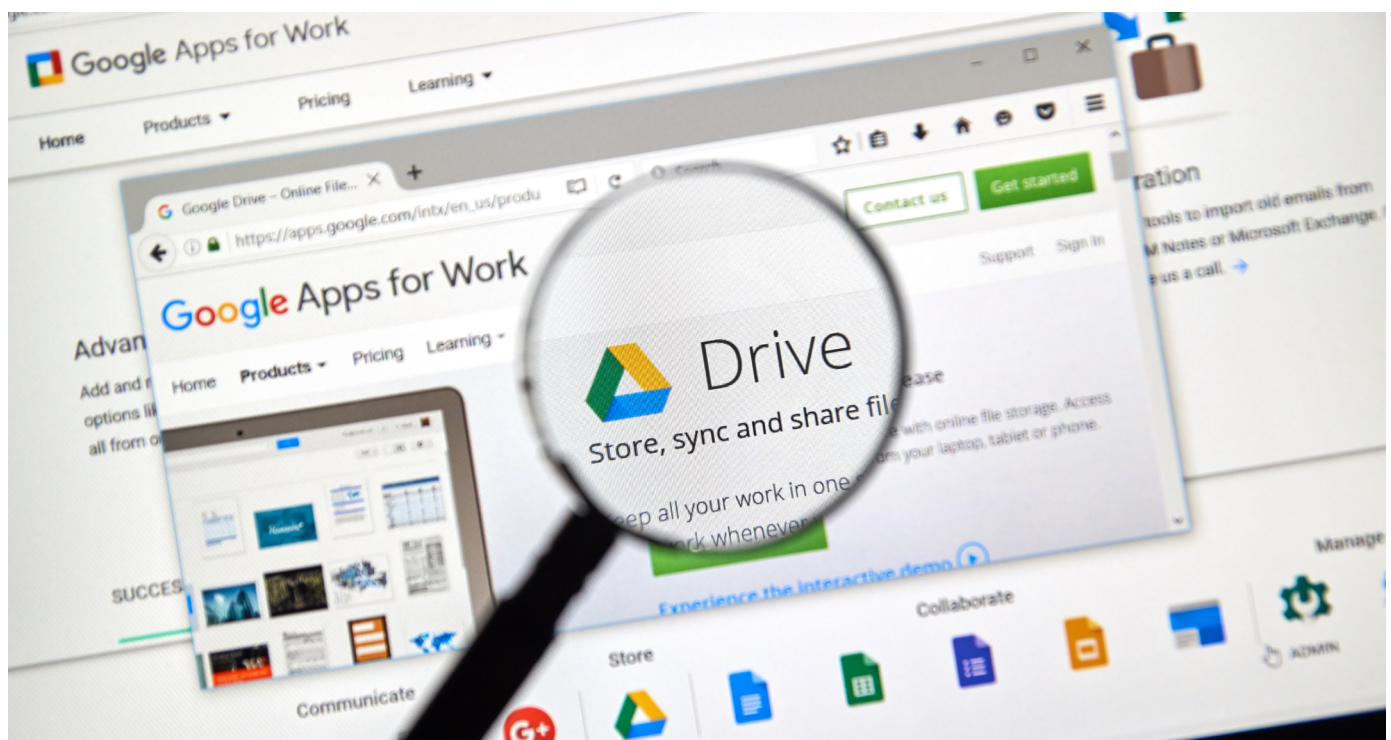 Google Apps for Work
Home Products Pricing Learning
Google Drive – Online File...
Search
https://apps.google.com/intx/en_us/produ
Contact us Get started
Google Apps for Work
Support Sign In
Home Products Pricing Learning
Drive
Store, sync and share file
ease
eep all your work in one
with online file storage. Access
your laptop, tablet or phone.
rk whenever
Experience the interactive demo
ration
tools to import old emails from
M Notes or Microsoft Exchange.
e us a call.
Advan
Add and
options li
all from o
SUCCES
Communicate
Store
Collaborate
Manage
G+
ADMIN